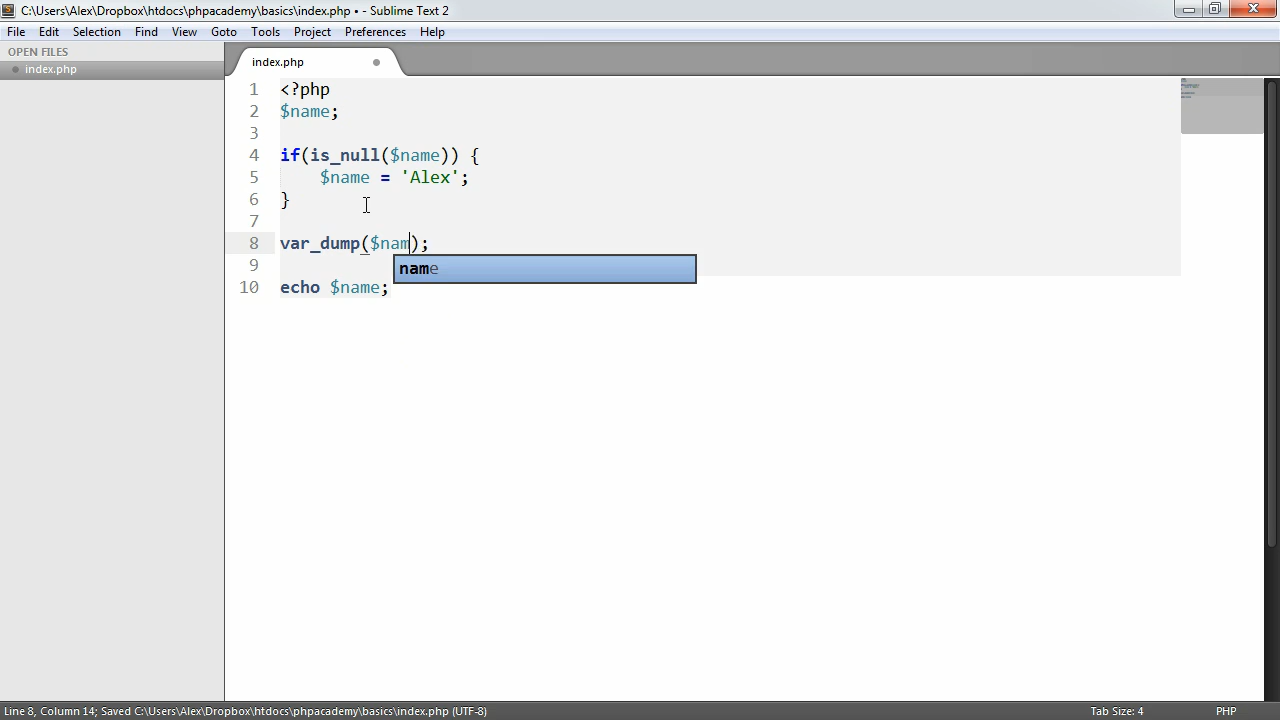 C:\Users\Alex\Dropbox\htdocs\phpacademy\basics\index.php • - Sublime Text 2
File Edit Selection Find View Goto Tools Project Preferences Help
OPEN FILES
index.php
index.php
1 <?php
2 $name;
3
4 if(is_null($name)) {
5     $name = 'Alex';
6 }
7
8 var_dump($nam);
name
9
10 echo $name;
Line 8, Column 14; Saved C:\Users\Alex\Dropbox\htdocs\phpacademy\basics\index.php (UTF-8)
Tab Size: 4
PHP